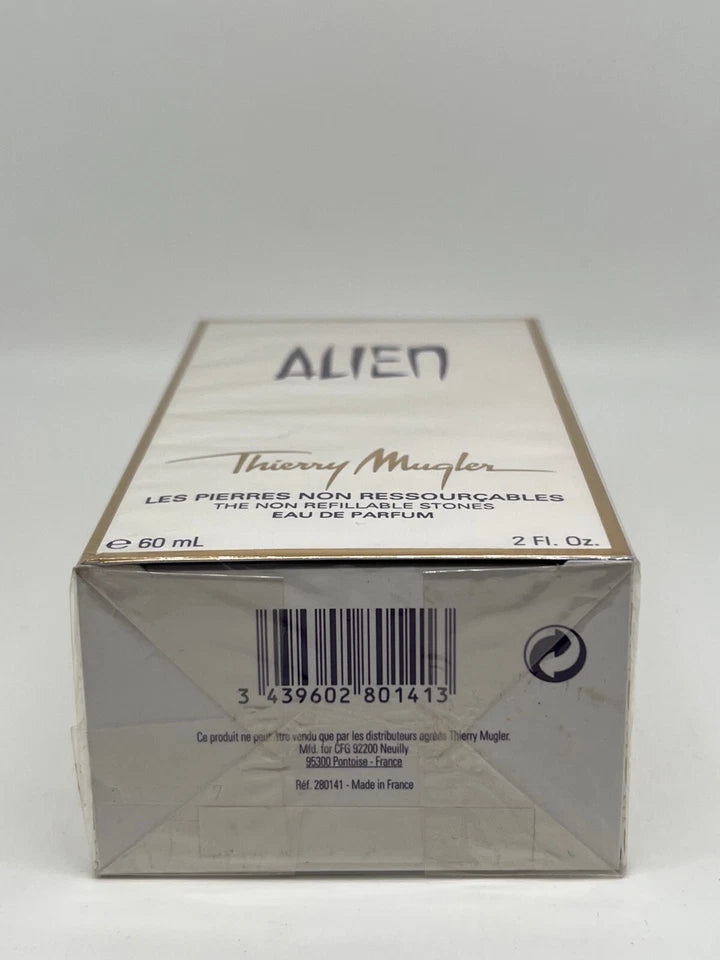 ALIEN
Thierry Mugler
LES PIERRES NON RESSOURÇABLES
THE NON REFILLABLE STONES
EAU DE PARFUM
e 60 mL 2 Fl. Oz.
3 439602 801413
Ce produit ne peut être vendu que par les distributeurs agréés Thierry Mugler.
Mfd. for CFG 92200 Neuilly
95300 Pontoise - France
Réf. 280141 - Made in France